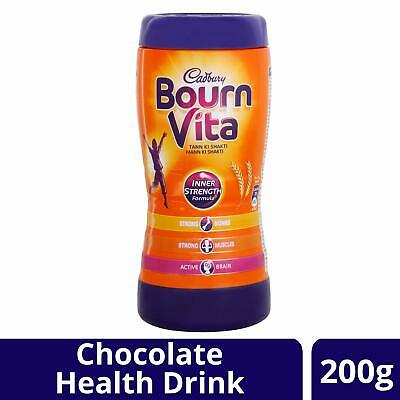 Cadbury
Bourn
Vita
TANN KI SHAKTI
MANN KI SHAKTI
INNER
STRENGTH
Formula
STRONG BONES
STRONG MUSCLES
ACTIVE BRAIN
Chocolate
Health Drink
200g